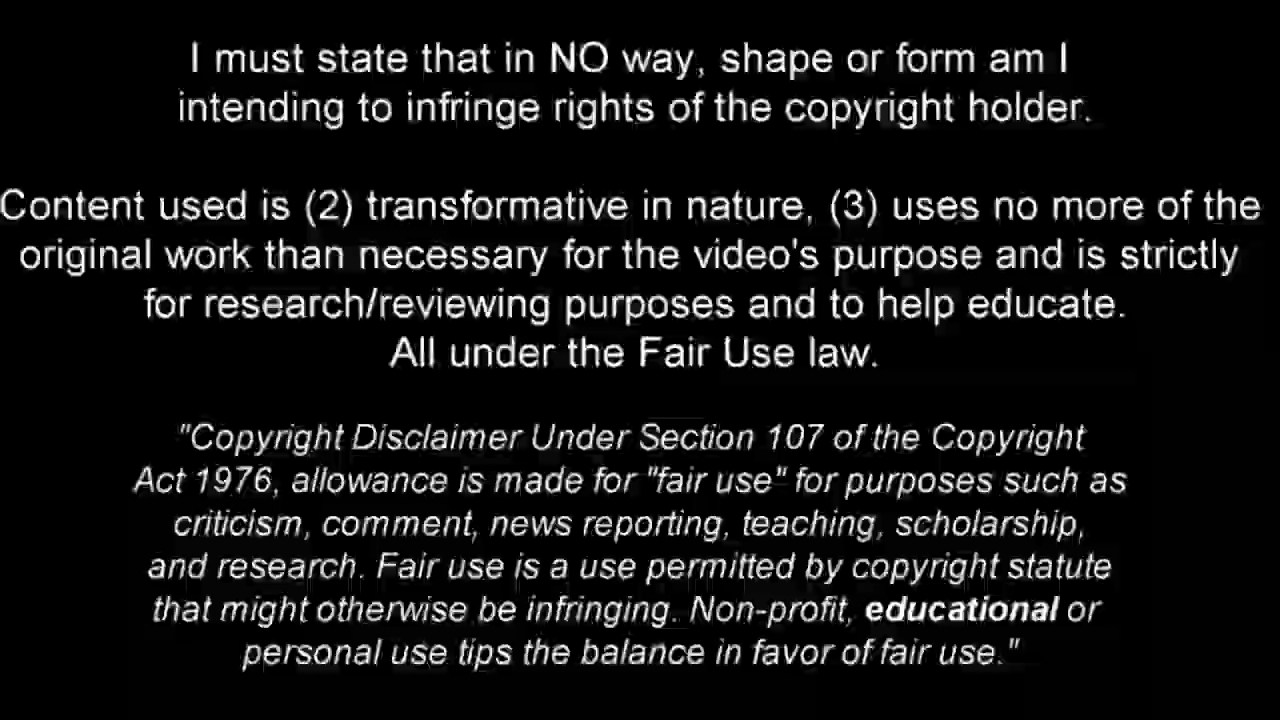 I must state that in NO way, shape or form am I
intending to infringe rights of the copyright holder.
Content used is (2) transformative in nature, (3) uses no more of the
original work than necessary for the video's purpose and is strictly
for research/reviewing purposes and to help educate.
All under the Fair Use law.
"Copyright Disclaimer Under Section 107 of the Copyright
Act 1976, allowance is made for "fair use" for purposes such as
criticism, comment, news reporting, teaching, scholarship,
and research. Fair use is a use permitted by copyright statute
that might otherwise be infringing. Non-profit, educational or
personal use tips the balance in favor of fair use."